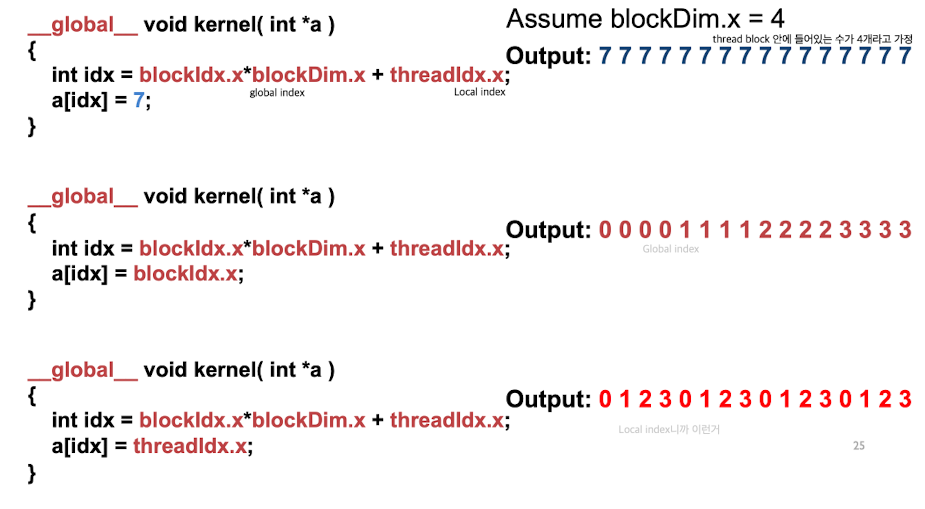 __global__ void kernel( int *a )
{
int idx = blockIdx.x*blockDim.x + threadIdx.x;
global index
Local index
a[idx] = 7;
}
Assume blockDim.x = 4
thread block 안에 들어있는 수가 4개라고 가정
Output: 7 7 7 7 7 7 7 7 7 7 7 7 7 7 7 7
__global__ void kernel( int *a )
{
int idx = blockIdx.x*blockDim.x + threadIdx.x;
a[idx] = blockIdx.x;
}
Output: 0 0 0 0 1 1 1 1 2 2 2 2 3 3 3 3
Global index
__global__ void kernel( int *a )
{
int idx = blockIdx.x*blockDim.x + threadIdx.x;
a[idx] = threadIdx.x;
}
Output: 0 1 2 3 0 1 2 3 0 1 2 3 0 1 2 3
Local index니까 이런거
25